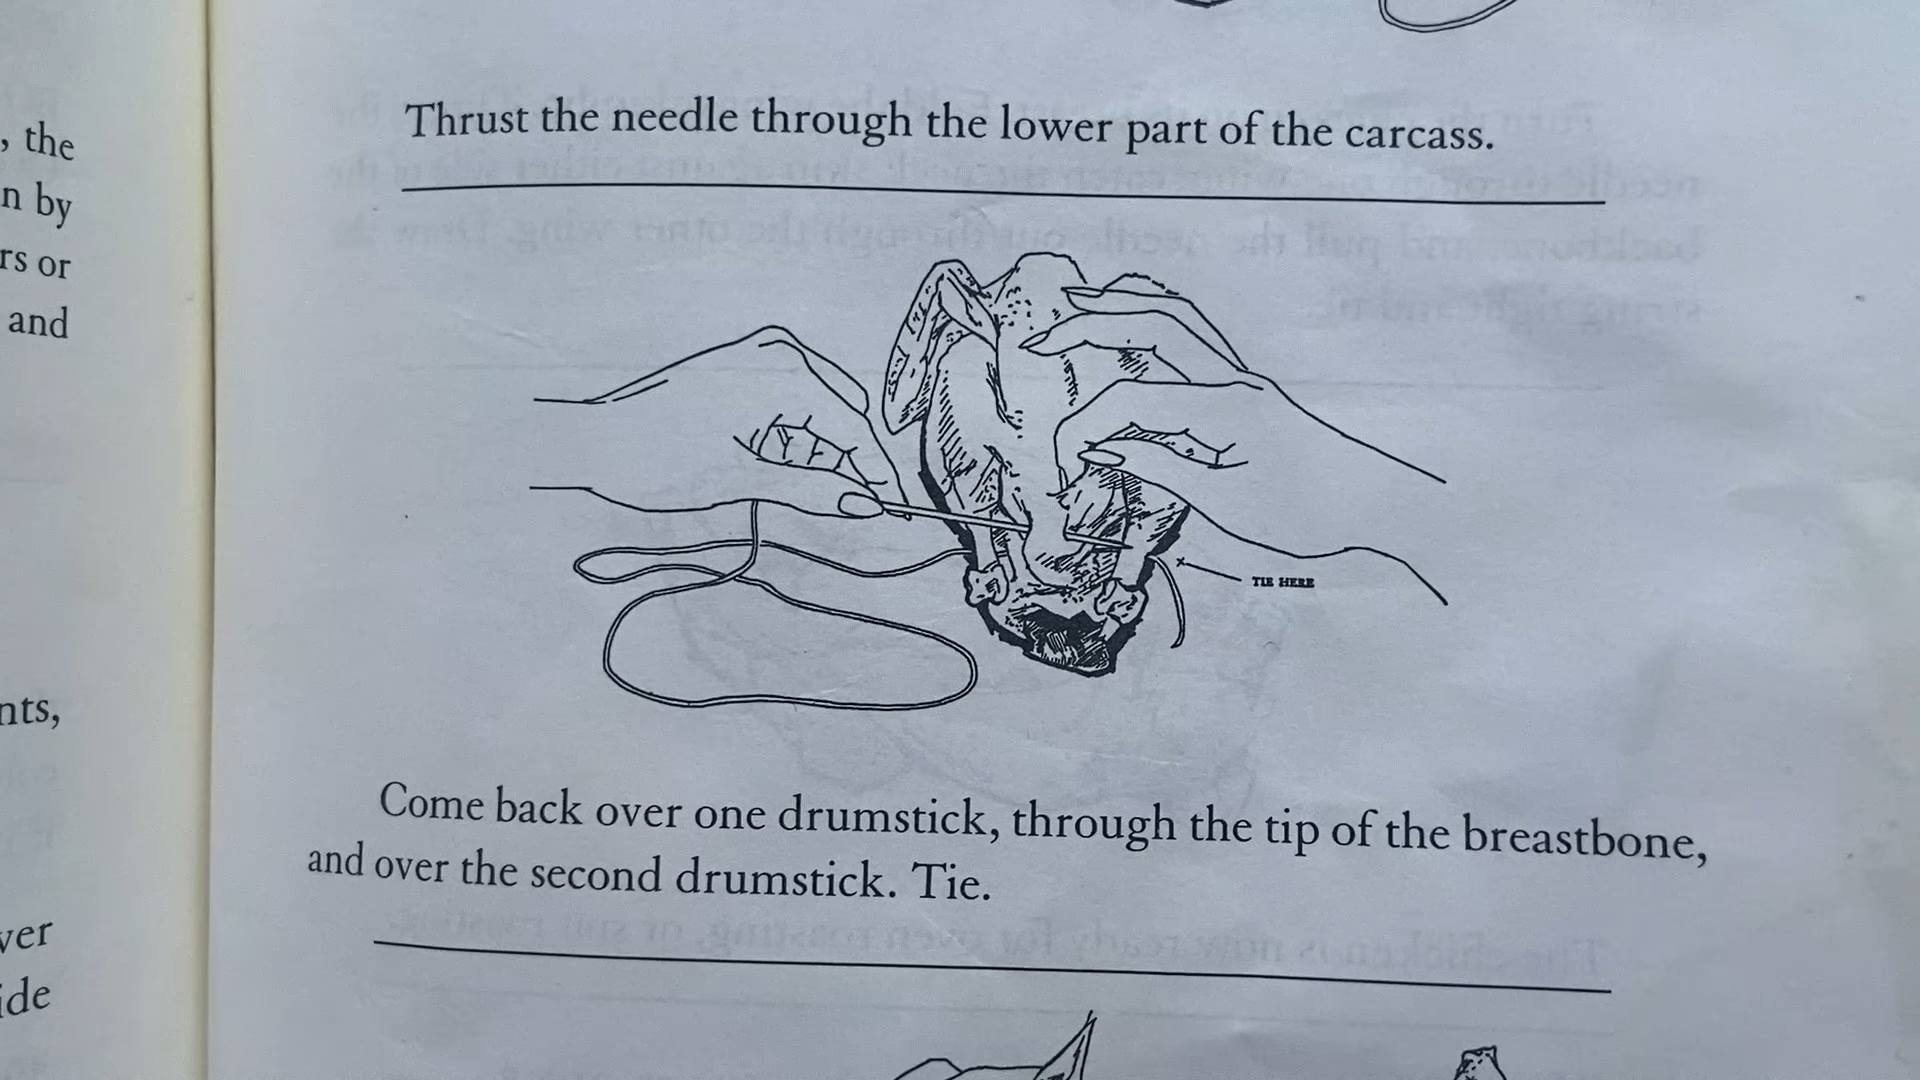 , the
n by
rs or
and
nts,
ver
ide
Thrust the needle through the lower part of the carcass.
TIE HERE
Come back over one drumstick, through the tip of the breastbone,
and over the second drumstick. Tie.